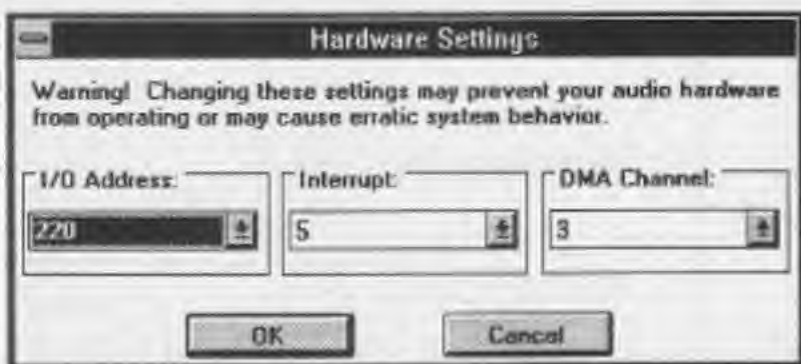 Hardware Settings
Warning! Changing these settings may prevent your audio hardware
from operating or may cause erratic system behavior.
I/O Address: Interrupt: DMA Channel:
220 5 3
OK Cancel